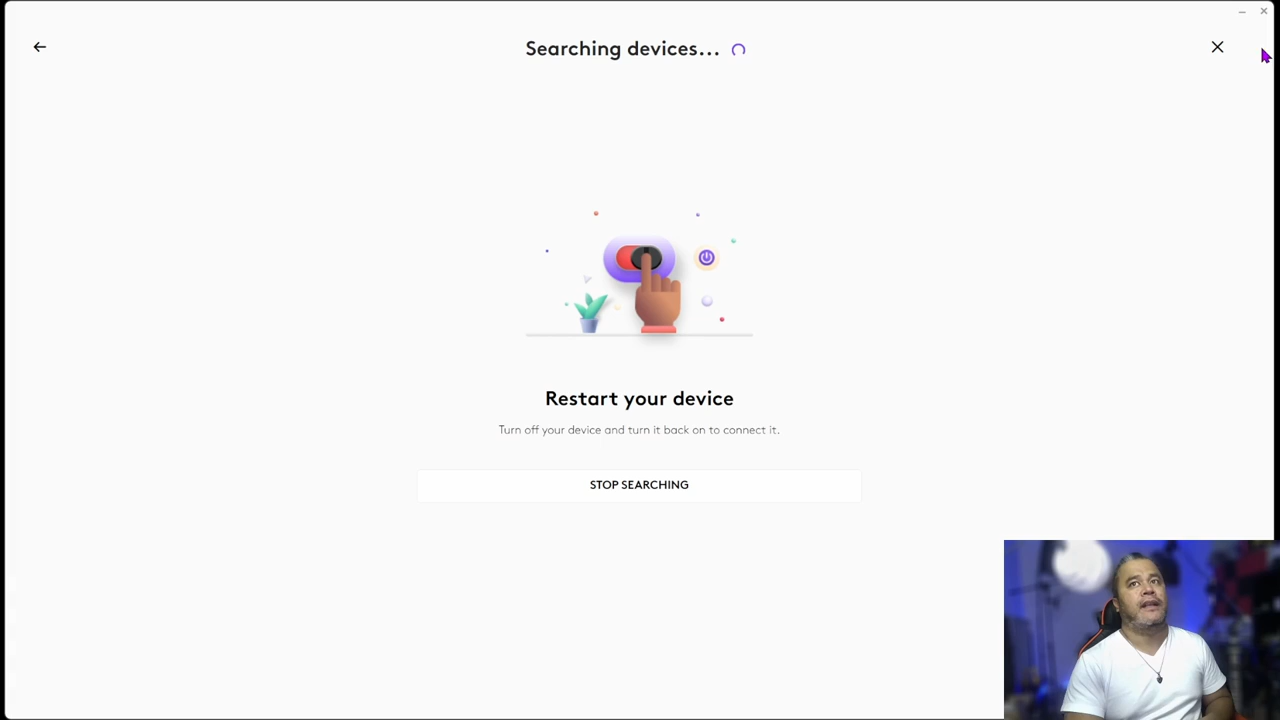 Searching devices...
Restart your device
Turn off your device and turn it back on to connect it.
STOP SEARCHING